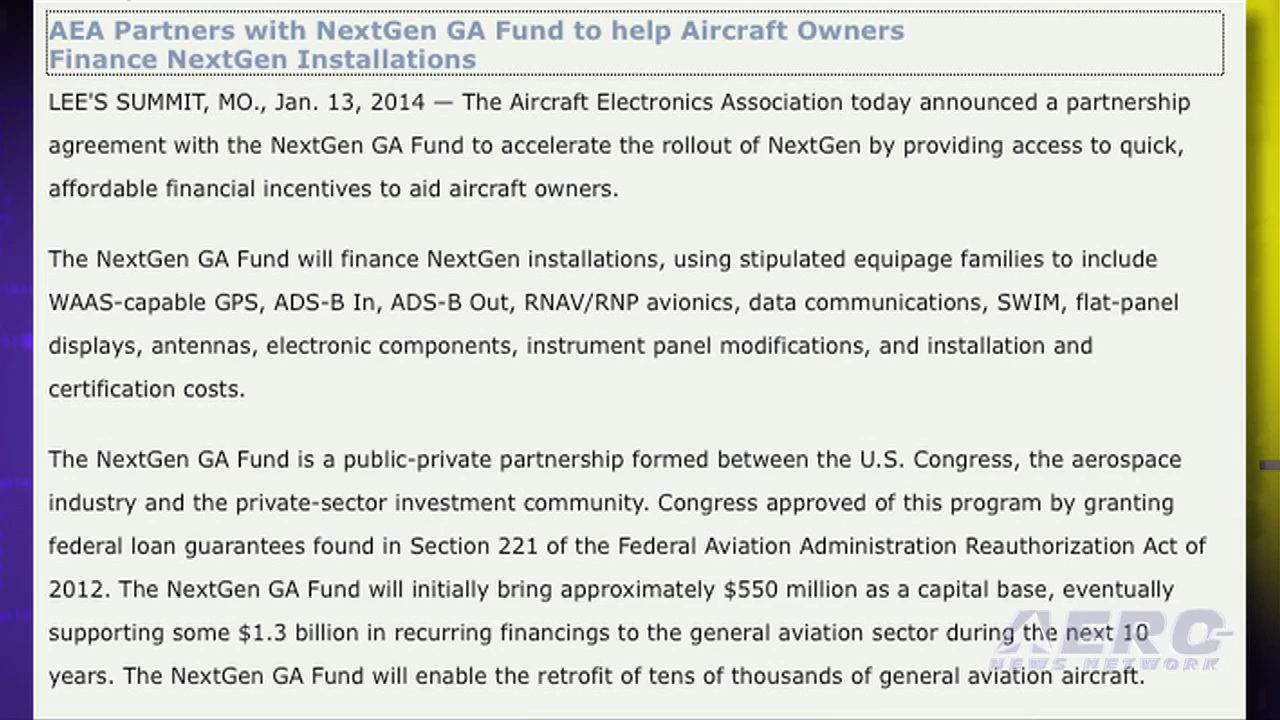 AEA Partners with NextGen GA Fund to help Aircraft Owners
Finance NextGen Installations
LEE'S SUMMIT, MO., Jan. 13, 2014 — The Aircraft Electronics Association today announced a partnership
agreement with the NextGen GA Fund to accelerate the rollout of NextGen by providing access to quick,
affordable financial incentives to aid aircraft owners.
The NextGen GA Fund will finance NextGen installations, using stipulated equipage families to include
WAAS-capable GPS, ADS-B In, ADS-B Out, RNAV/RNP avionics, data communications, SWIM, flat-panel
displays, antennas, electronic components, instrument panel modifications, and installation and
certification costs.
The NextGen GA Fund is a public-private partnership formed between the U.S. Congress, the aerospace
industry and the private-sector investment community. Congress approved of this program by granting
federal loan guarantees found in Section 221 of the Federal Aviation Administration Reauthorization Act of
2012. The NextGen GA Fund will initially bring approximately $550 million as a capital base, eventually
supporting some $1.3 billion in recurring financings to the general aviation sector during the next 10
years. The NextGen GA Fund will enable the retrofit of tens of thousands of general aviation aircraft.
AERO
NEWS NETWORK